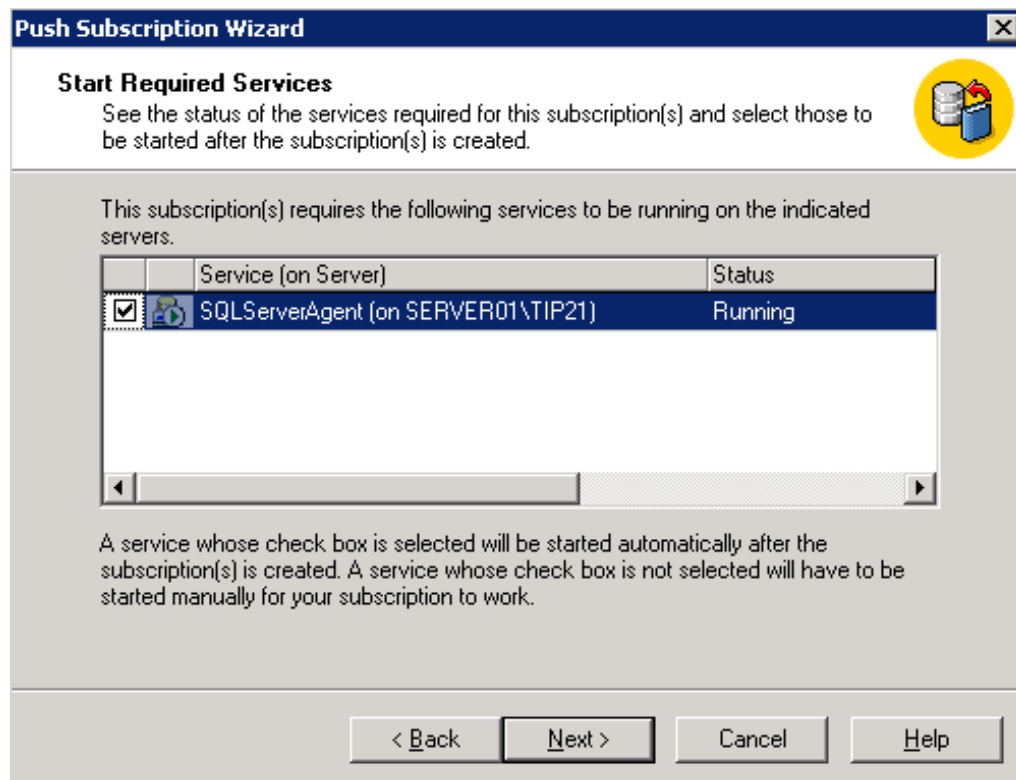 Push Subscription Wizard
Start Required Services
See the status of the services required for this subscription(s) and select those to
be started after the subscription(s) is created.
This subscription(s) requires the following services to be running on the indicated
servers.
Service (on Server) Status
SQLServerAgent (on SERVER01\TIP21) Running
A service whose check box is selected will be started automatically after the
subscription(s) is created. A service whose check box is not selected will have to be
started manually for your subscription to work.
< Back Next > Cancel Help